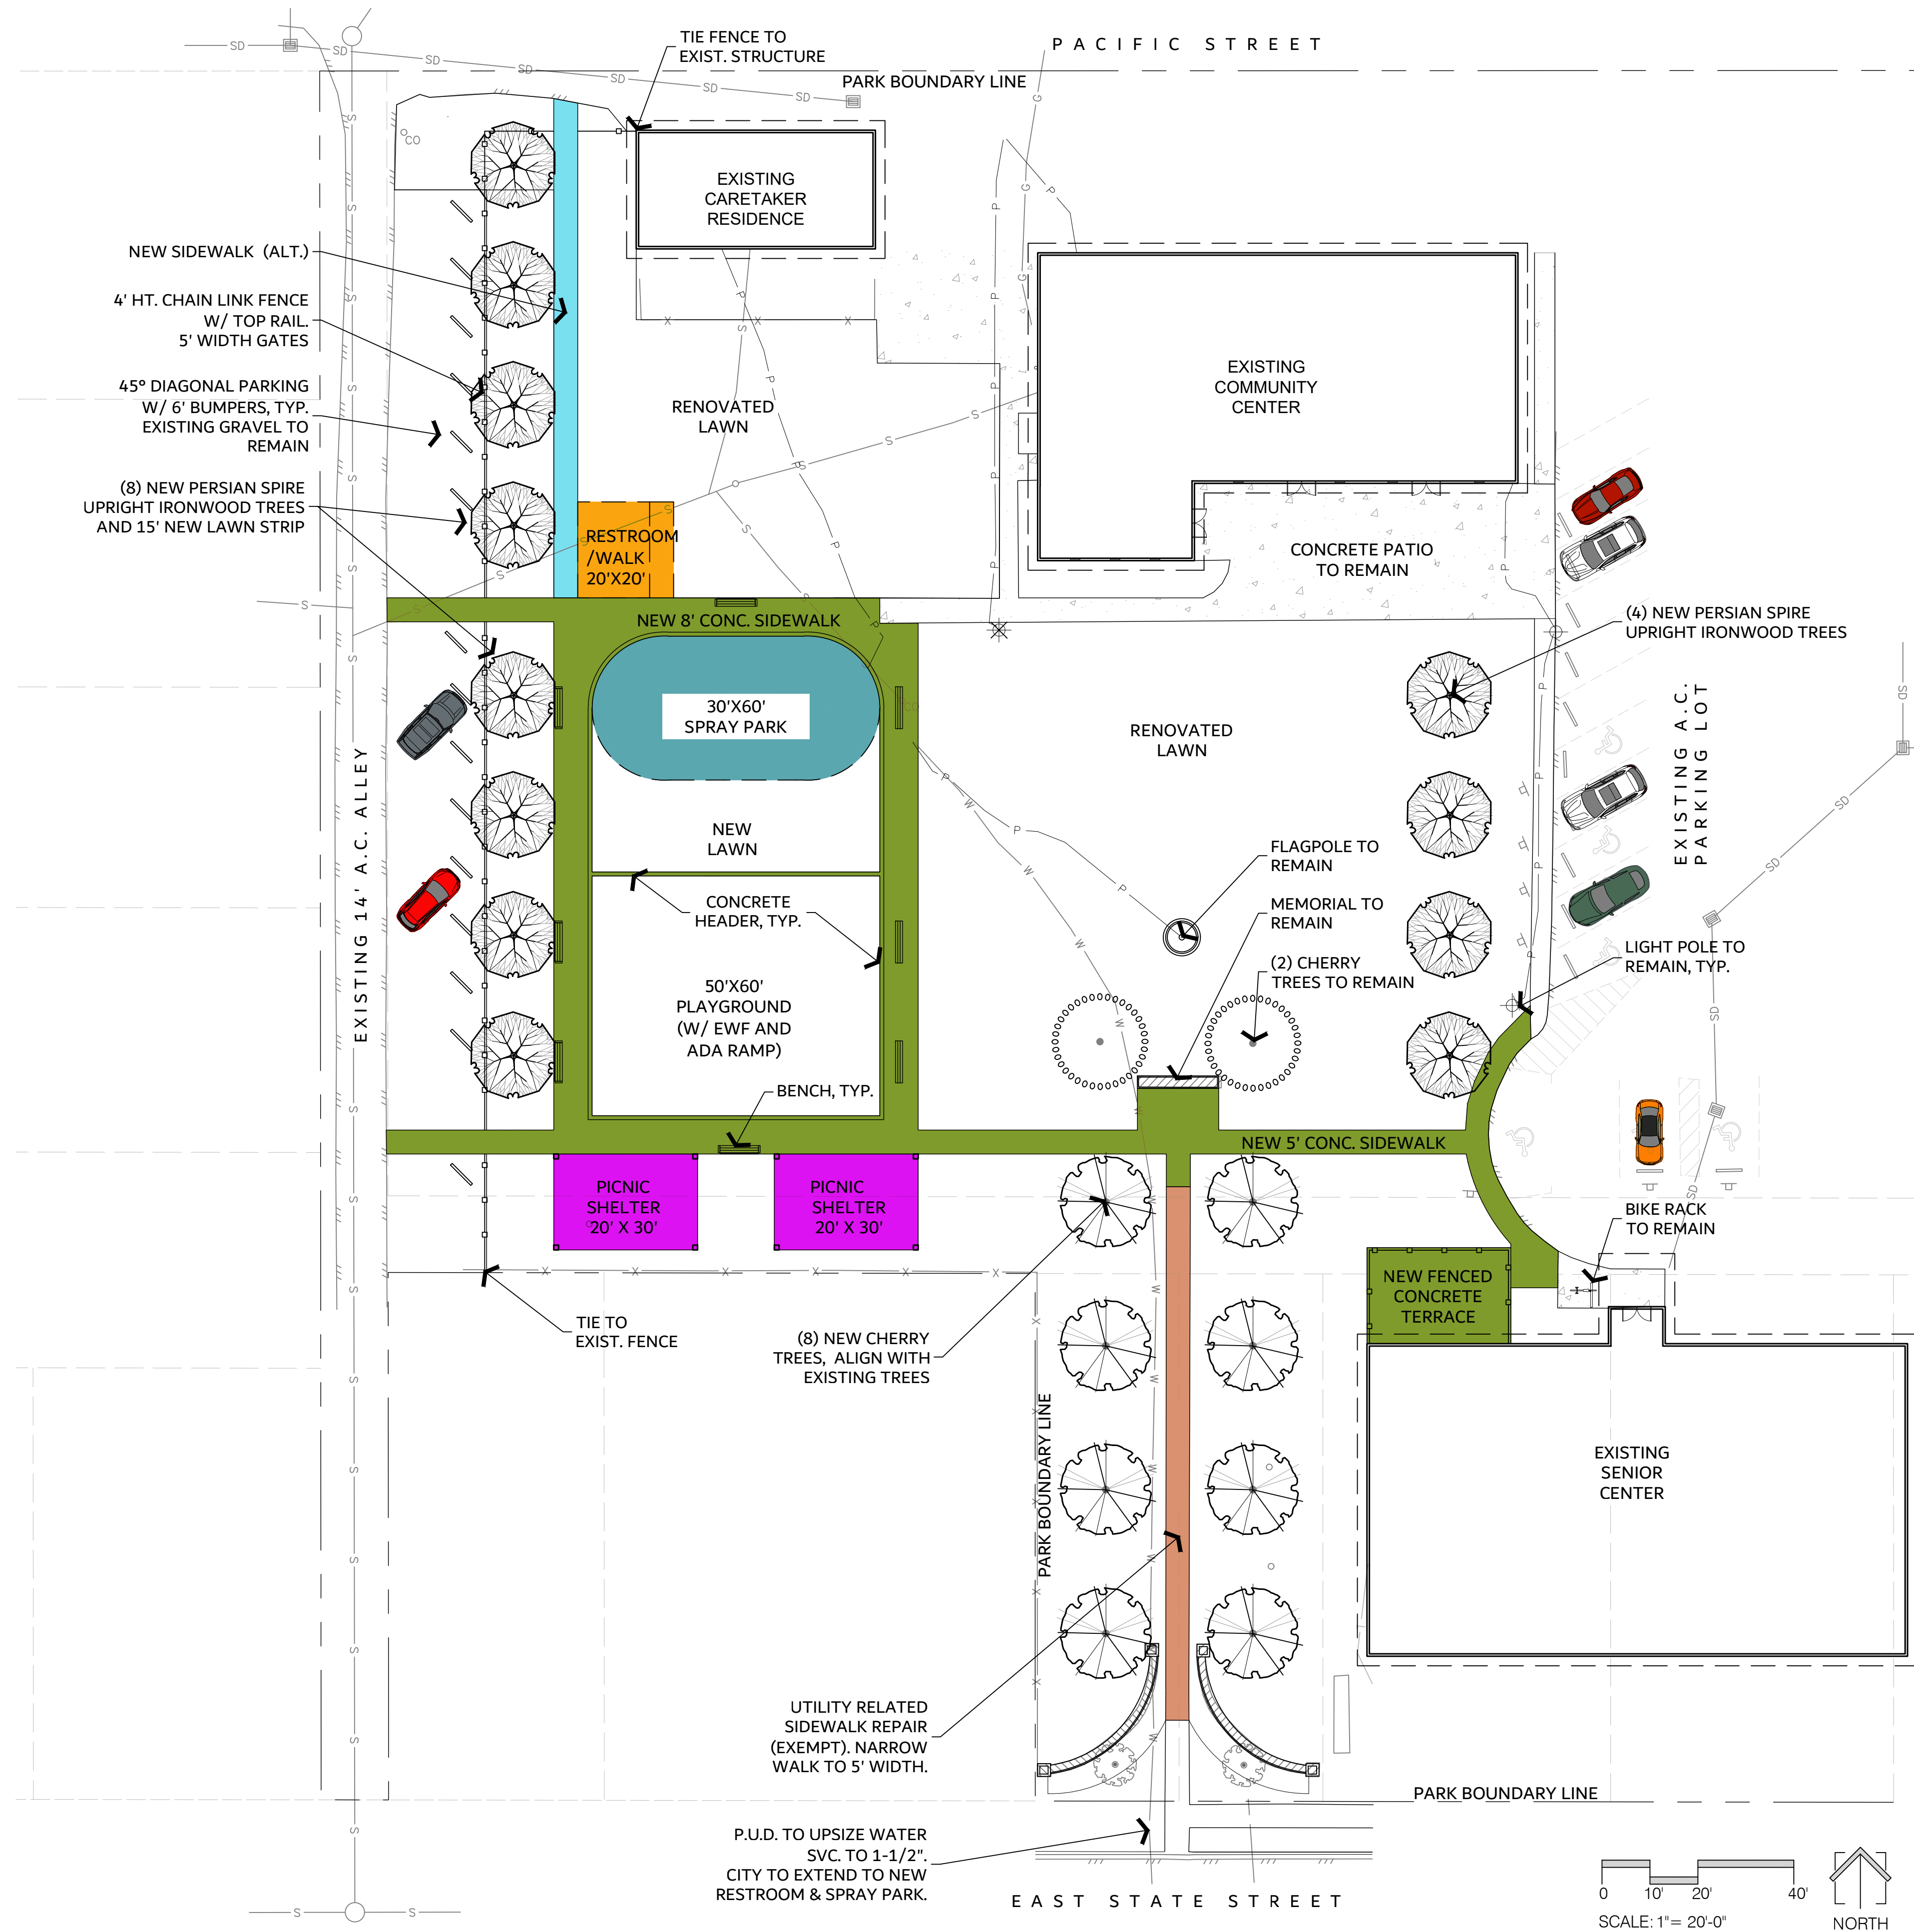 PACIFIC STREET
TIE FENCE TO
EXIST. STRUCTURE
PARK BOUNDARY LINE
SD
SD
SD
SD
SD
SD
SD
CO
EXISTING
CARETAKER
RESIDENCE
NEW SIDEWALK (ALT.)
4' HT. CHAIN LINK FENCE
W/ TOP RAIL.
5' WIDTH GATES
45° DIAGONAL PARKING
W/ 6' BUMPERS, TYP.
EXISTING GRAVEL TO
REMAIN
(8) NEW PERSIAN SPIRE
UPRIGHT IRONWOOD TREES
AND 15' NEW LAWN STRIP
RENOVATED
LAWN
EXISTING
COMMUNITY
CENTER
CONCRETE PATIO
TO REMAIN
RESTROOM
/WALK
20'X20'
NEW 8' CONC. SIDEWALK
(4) NEW PERSIAN SPIRE
UPRIGHT IRONWOOD TREES
30'X60'
SPRAY PARK
CO
RENOVATED
LAWN
EXISTING A.C.
PARKING LOT
EXISTING 14' A.C. ALLEY
NEW
LAWN
FLAGPOLE TO
REMAIN
CONCRETE
HEADER, TYP.
MEMORIAL TO
REMAIN
(2) CHERRY
TREES TO REMAIN
LIGHT POLE TO
REMAIN, TYP.
50'X60'
PLAYGROUND
(W/ EWF AND
ADA RAMP)
BENCH, TYP.
NEW 5' CONC. SIDEWALK
PICNIC
SHELTER
20' X 30'
PICNIC
SHELTER
20' X 30'
BIKE RACK
TO REMAIN
NEW FENCED
CONCRETE
TERRACE
TIE TO
EXIST. FENCE
(8) NEW CHERRY
TREES, ALIGN WITH
EXISTING TREES
PARK BOUNDARY LINE
EXISTING
SENIOR
CENTER
UTILITY RELATED
SIDEWALK REPAIR
(EXEMPT). NARROW
WALK TO 5' WIDTH.
PARK BOUNDARY LINE
P.U.D. TO UPSIZE WATER
SVC. TO 1-1/2".
CITY TO EXTEND TO NEW
RESTROOM & SPRAY PARK.
EAST STATE STREET
0 10' 20' 40'
SCALE: 1"= 20'-0"
NORTH